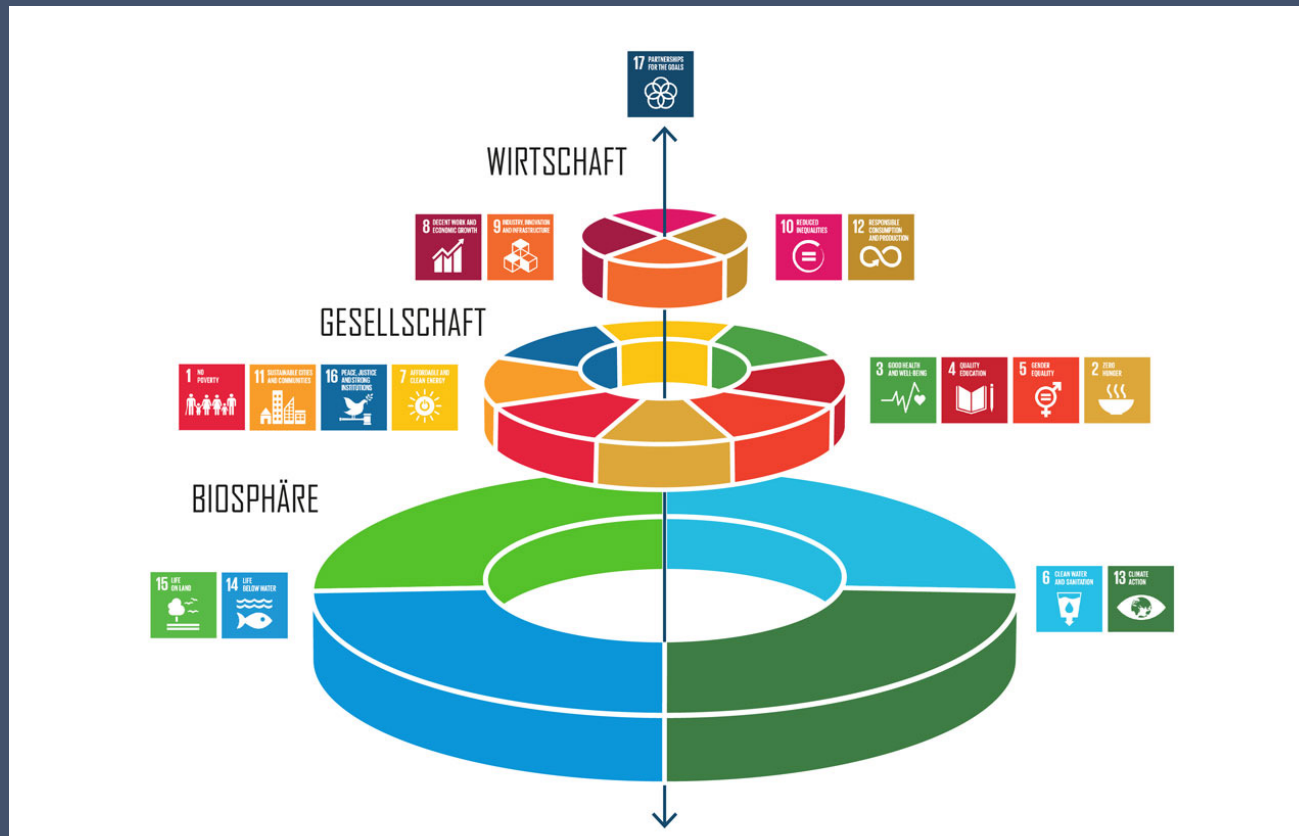 17 PARTNERSHIPS
FOR THE GOALS
WIRTSCHAFT
8 DECENT WORK AND
ECONOMIC GROWTH
9 INDUSTRY, INNOVATION
AND INFRASTRUCTURE
10 REDUCED
INEQUALITIES
12 RESPONSIBLE
CONSUMPTION
AND PRODUCTION
GESELLSCHAFT
1 NO
POVERTY
11 SUSTAINABLE CITIES
AND COMMUNITIES
16 PEACE, JUSTICE
AND STRONG
INSTITUTIONS
7 AFFORDABLE AND
CLEAN ENERGY
3 GOOD HEALTH
AND WELL-BEING
4 QUALITY
EDUCATION
5 GENDER
EQUALITY
2 ZERO
HUNGER
BIOSPHÄRE
15 LIFE
ON LAND
14 LIFE
BELOW WATER
6 CLEAN WATER
AND SANITATION
13 CLIMATE
ACTION